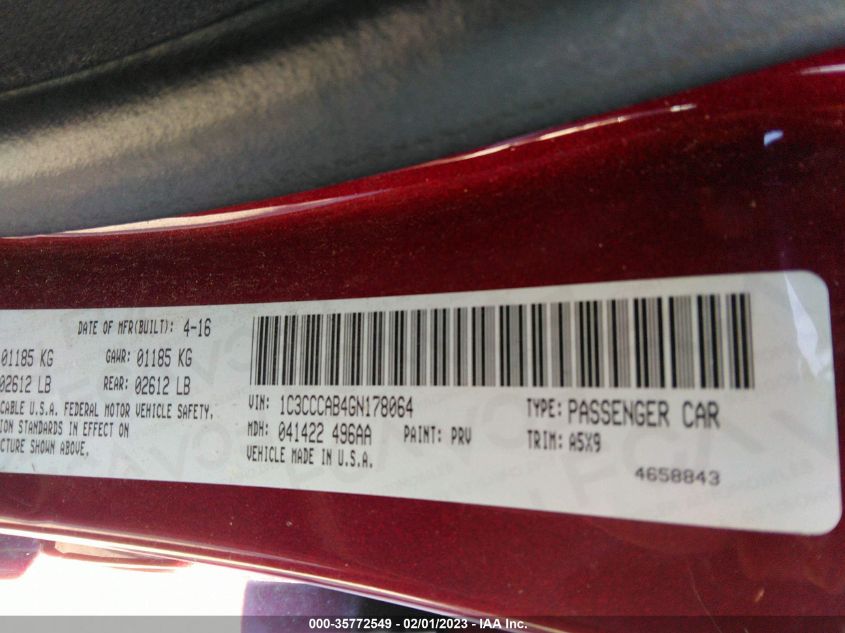 DATE OF MFR(BUILT): 4-16
01185 KG GAWR: 01185 KG
02612 LB REAR: 02612 LB
CABLE U.S.A. FEDERAL MOTOR VEHICLE SAFETY,
ION STANDARDS IN EFFECT ON
CTURE SHOWN ABOVE.
VIN: 1C3CCCAB4GN178064
TYPE: PASSENGER CAR
MDH: 041422 496AA PAINT: PRV
TRIM: A5X9
VEHICLE MADE IN U.S.A.
4658843
000-35772549 - 02/01/2023 - IAA Inc.